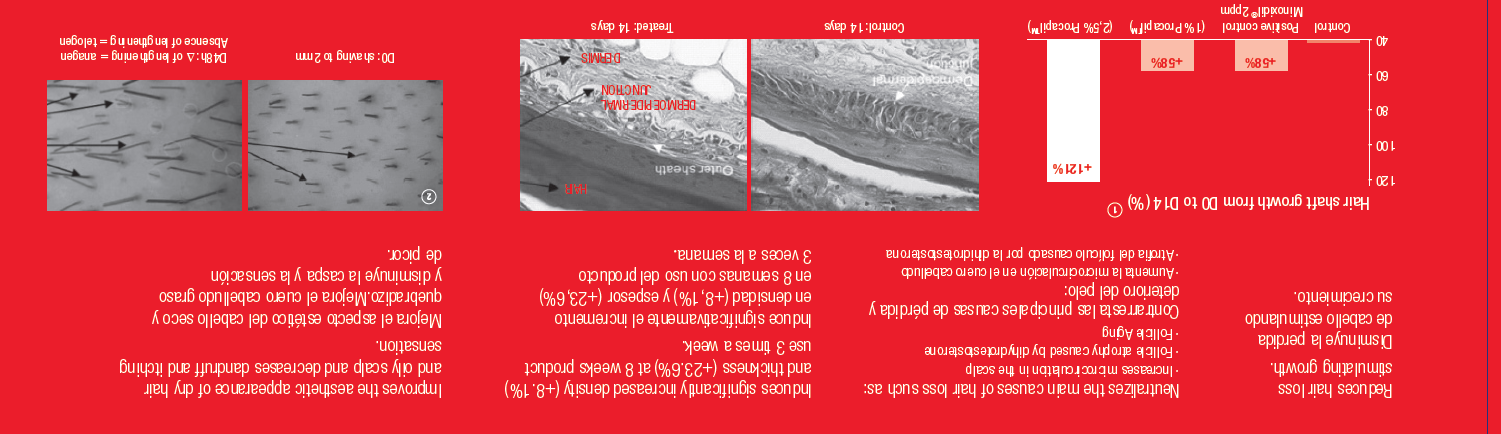 Reduces hair loss
stimulating growth.
Disminuye la perdida
de cabello estimulando
su crecimiento.
Neutralizes the main causes of hair loss such as:
· Increases microcirculation in the scalp
· Follicle atrophy caused by dihydrotestosterone
· Follicle Aging
Contrarresta las principales causas de pérdida y
deterioro del pelo:
·Aumenta la microcirculación en el cuero cabelludo
·Atrofia del folículo causado por la dihidrotestosterona
Induces significantly increased density (+8.1%)
and thickness (+23.6%) at 8 weeks product
use 3 times a week.
Induce significativamente el incremento
en densidad (+8,1%) y espesor (+23,6%)
en 8 semanas con uso del producto
3 veces a la semana.
Improves the aesthetic appearance of dry hair
and oily scalp and decreases dandruff and itching
sensation.
Mejora el aspecto estético del cabello seco y
quebradizo.Mejora el cuero cabelludo graso
y disminuye la caspa y la sensación
de picor.
Hair shaft growth from D0 to D14 (%) 1
120
100
80
60
40
+58%
+58%
+121%
Control
Positive control
Minoxidil® 2ppm
(1% Procapil™)
(2,5% Procapil™)
Dermoepidermal
junction
Control: 14 days
HAIR
Outer sheath
DERMOEPIDERMAL
JUNCTION
DERMIS
Treated: 14 days
2
D0: shaving to 2 mm
D48h: Δ of lengthening = anagen
Absence of lengthening = telogen